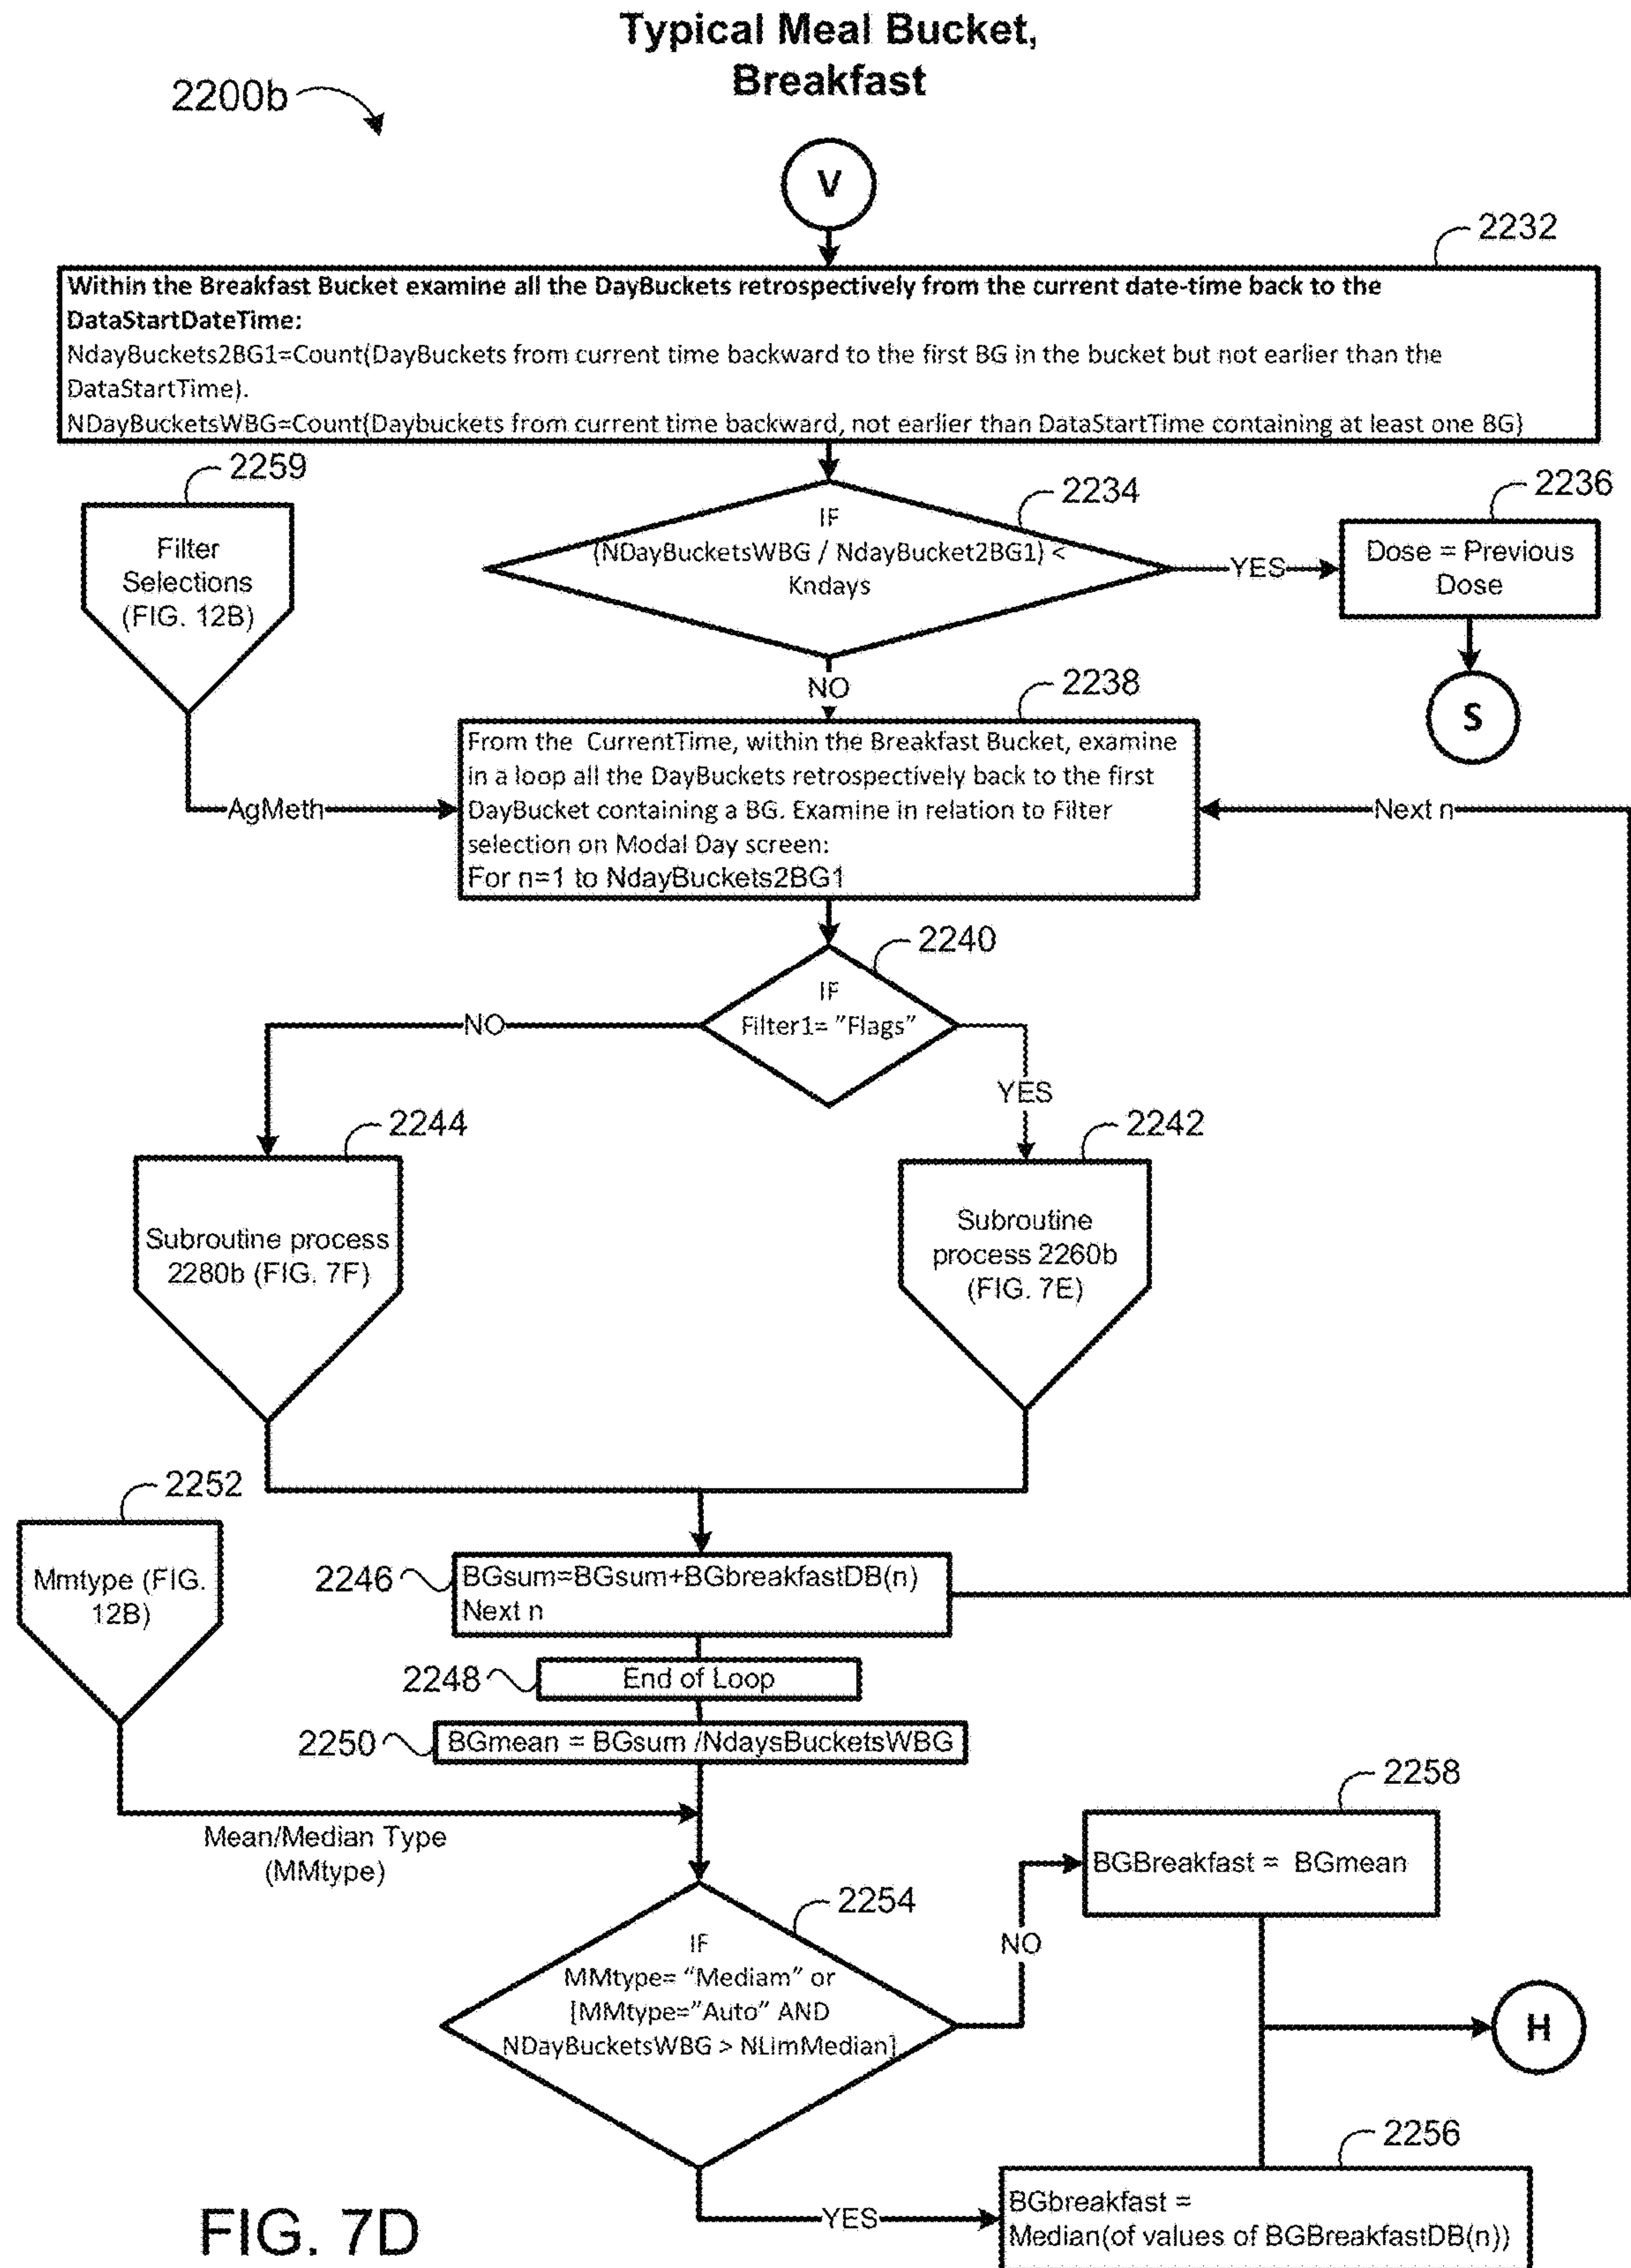 Typical Meal Bucket,
Breakfast
2200b
V
2232
Within the Breakfast Bucket examine all the DayBuckets retrospectively from the current date-time back to the
DataStartDateTime:
NdayBuckets2BG1=Count(DayBuckets from current time backward to the first BG in the bucket but not earlier than the
DataStartTime).
NDayBucketsWBG=Count(Daybuckets from current time backward, not earlier than DataStartTime containing at least one BG)
2259
Filter
Selections
(FIG. 12B)
2234
IF
(NDayBucketsWBG / NdayBucket2BG1) <
Kndays
YES
2236
Dose = Previous
Dose
S
NO
2238
From the CurrentTime, within the Breakfast Bucket, examine
in a loop all the DayBuckets retrospectively back to the first
DayBucket containing a BG. Examine in relation to Filter
selection on Modal Day screen:
For n=1 to NdayBuckets2BG1
AgMeth
Next n
2240
IF
Filter1= "Flags"
NO
YES
2244
Subroutine process
2280b (FIG. 7F)
2242
Subroutine
process 2260b
(FIG. 7E)
2252
Mmtype (FIG.
12B)
2246
BGsum=BGsum+BGbreakfastDB(n)
Next n
2248
End of Loop
2250
BGmean = BGsum /NdaysBucketsWBG
Mean/Median Type
(MMtype)
2258
BGBreakfast = BGmean
2254
IF
MMtype= "Mediam" or
[MMtype="Auto" AND
NDayBucketsWBG > NLimMedian]
NO
H
2256
YES
BGbreakfast =
Median(of values of BGBreakfastDB(n))
FIG. 7D